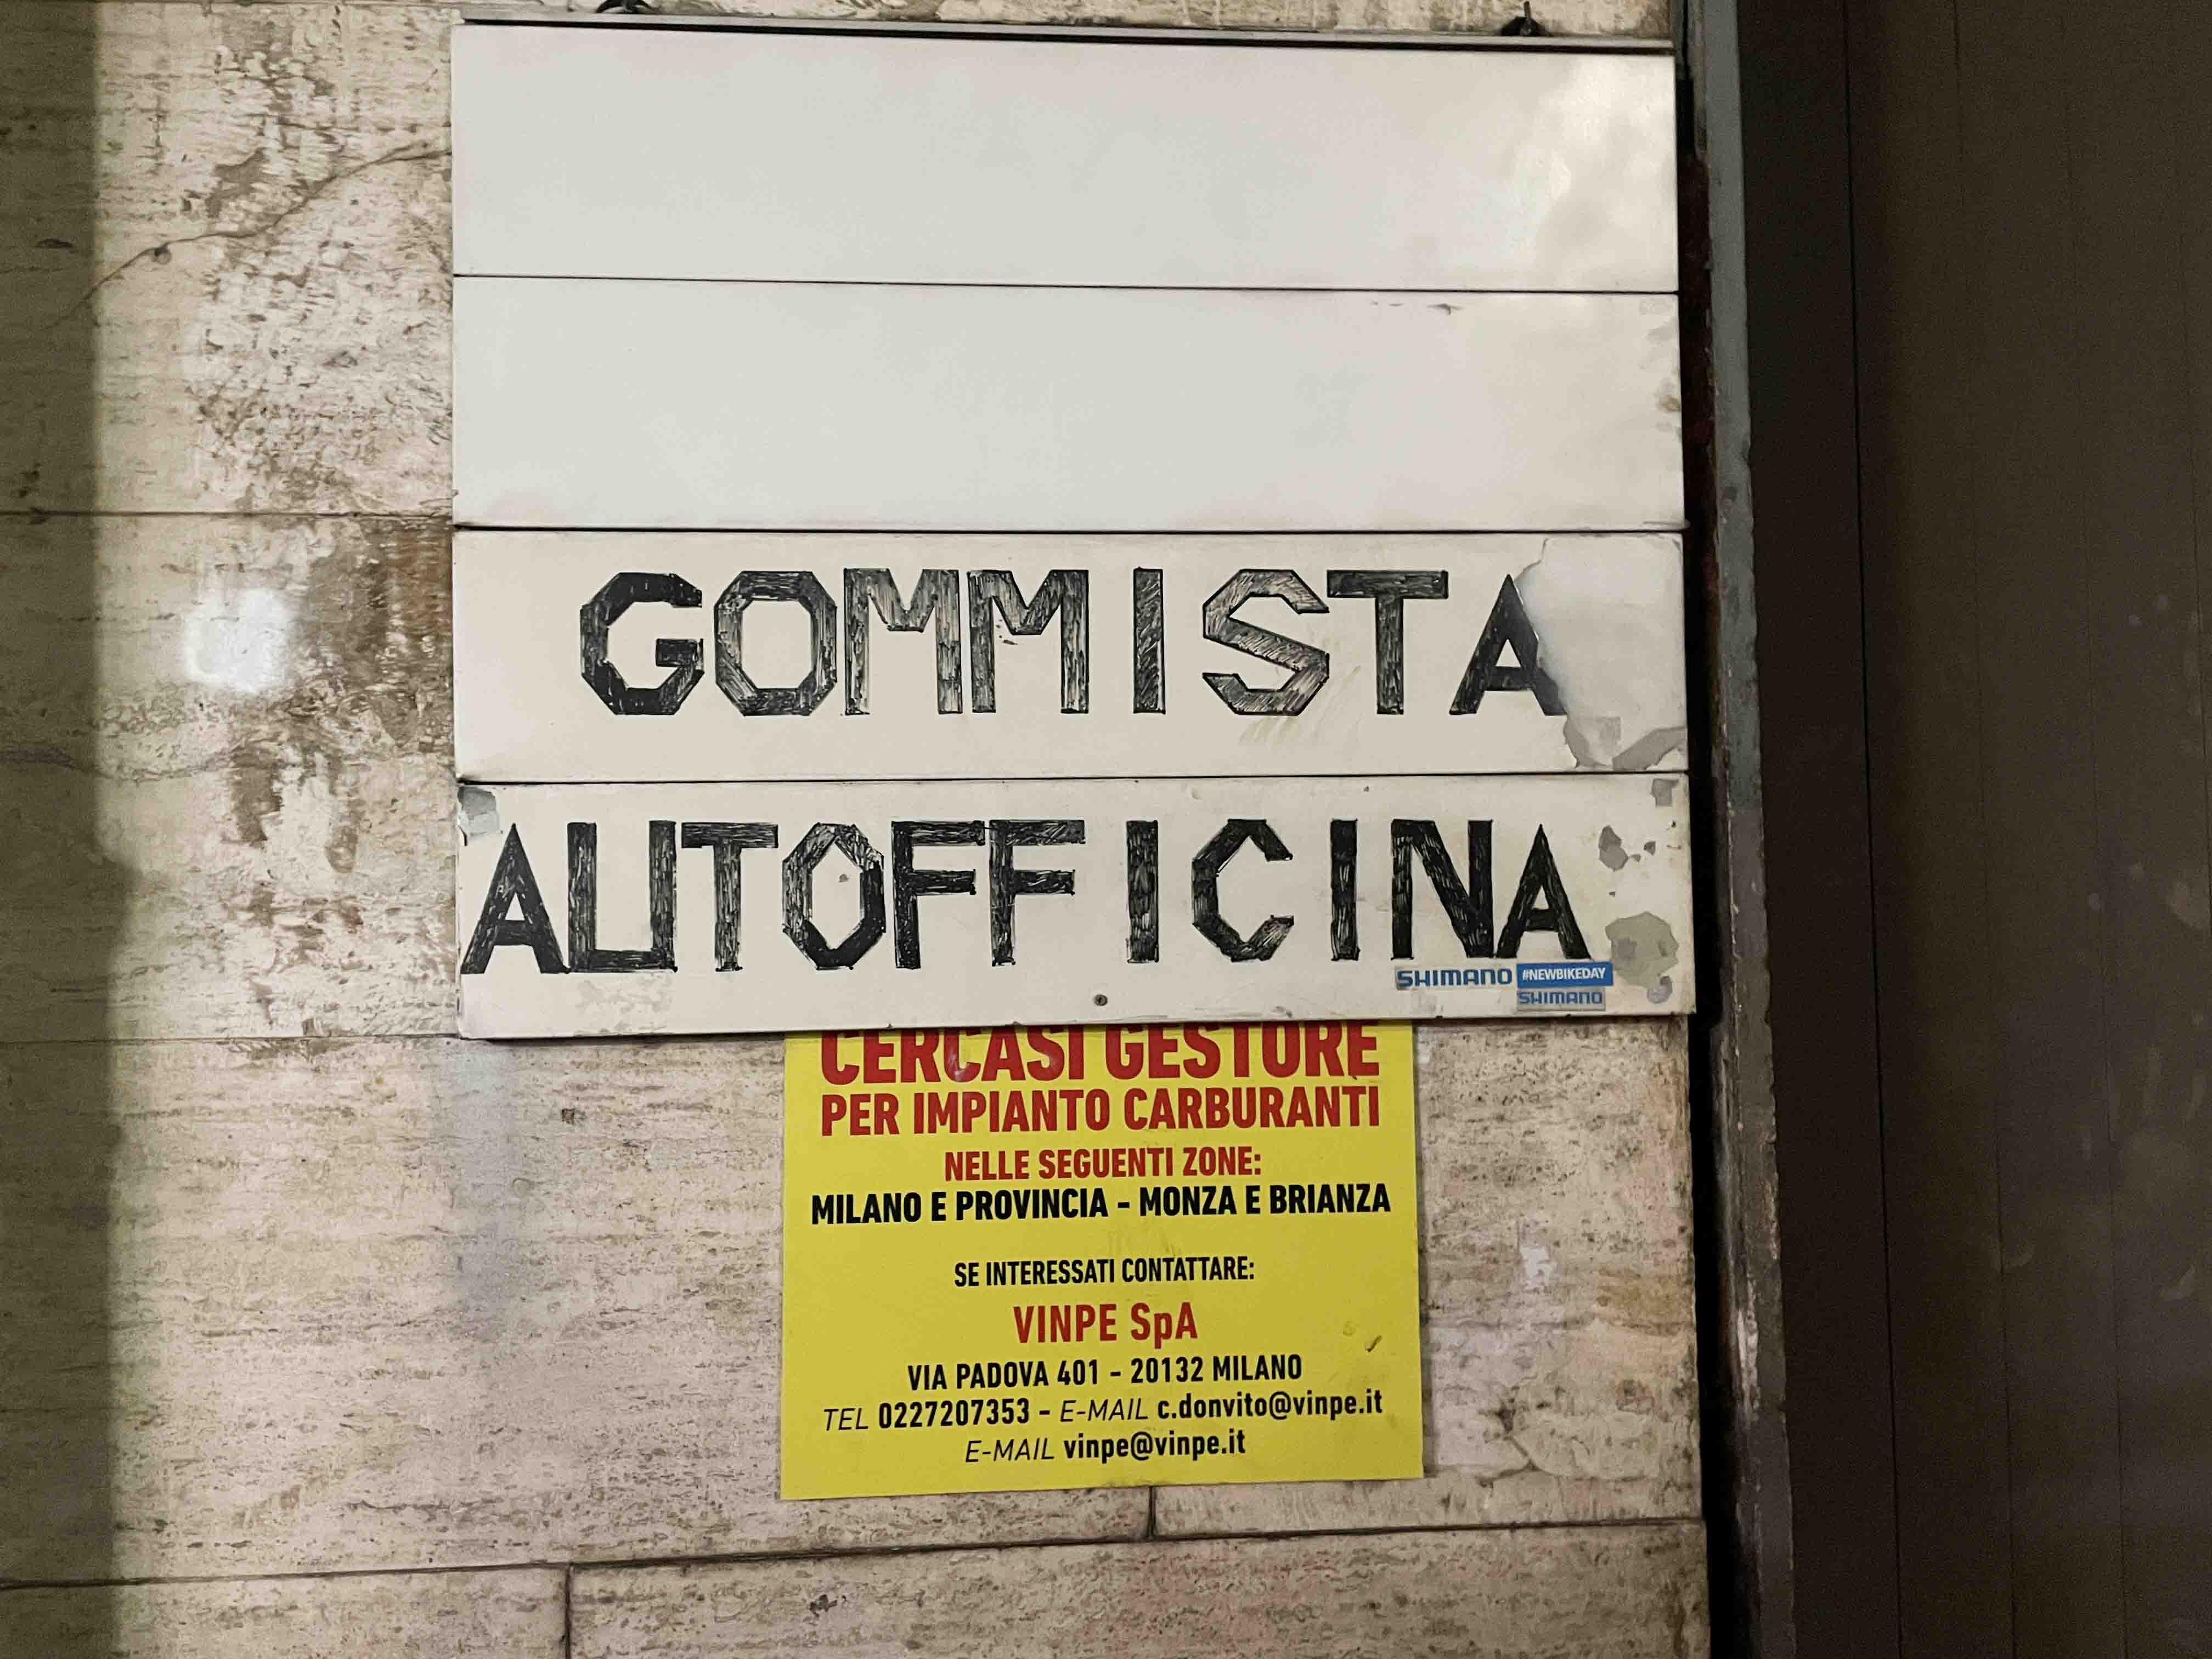 GOMMISTA
AUTOFFICINA
SHIMANO #NEWBIKEDAY
SHIMANO
CERCASI GESTORE
PER IMPIANTO CARBURANTI
NELLE SEGUENTI ZONE:
MILANO E PROVINCIA - MONZA E BRIANZA
SE INTERESSATI CONTATTARE:
VINPE SpA
VIA PADOVA 401 - 20132 MILANO
TEL 0227207353 - E-MAIL c.donvito@vinpe.it
E-MAIL vinpe@vinpe.it